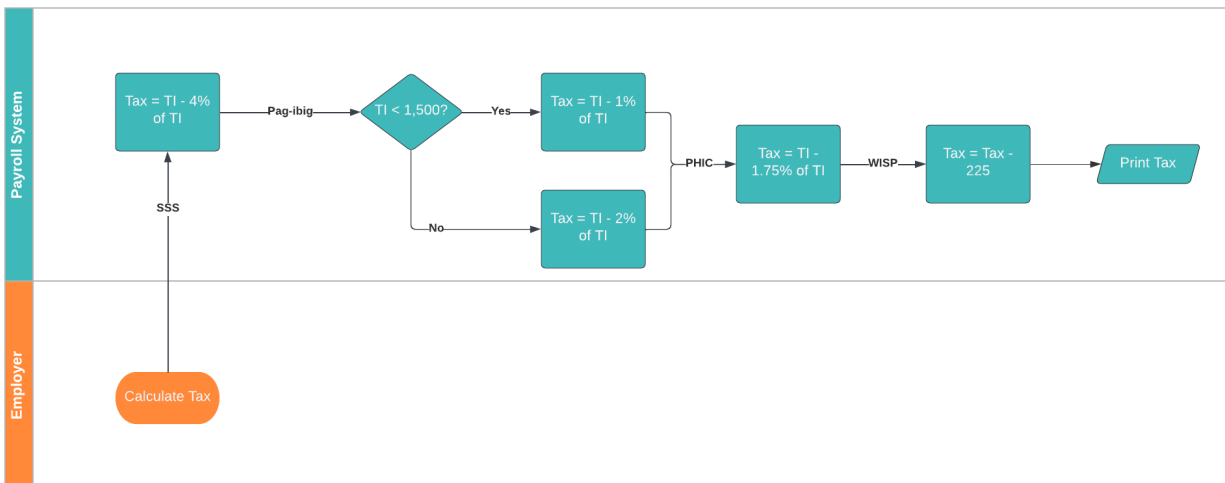 Payroll System
Tax = TI - 4%
of TI
Pag-ibig
TI < 1,500?
Yes
Tax = TI - 1%
of TI
No
Tax = TI - 2%
of TI
PHIC
Tax = TI -
1.75% of TI
WISP
Tax = Tax -
225
Print Tax
SSS
Employer
Calculate Tax